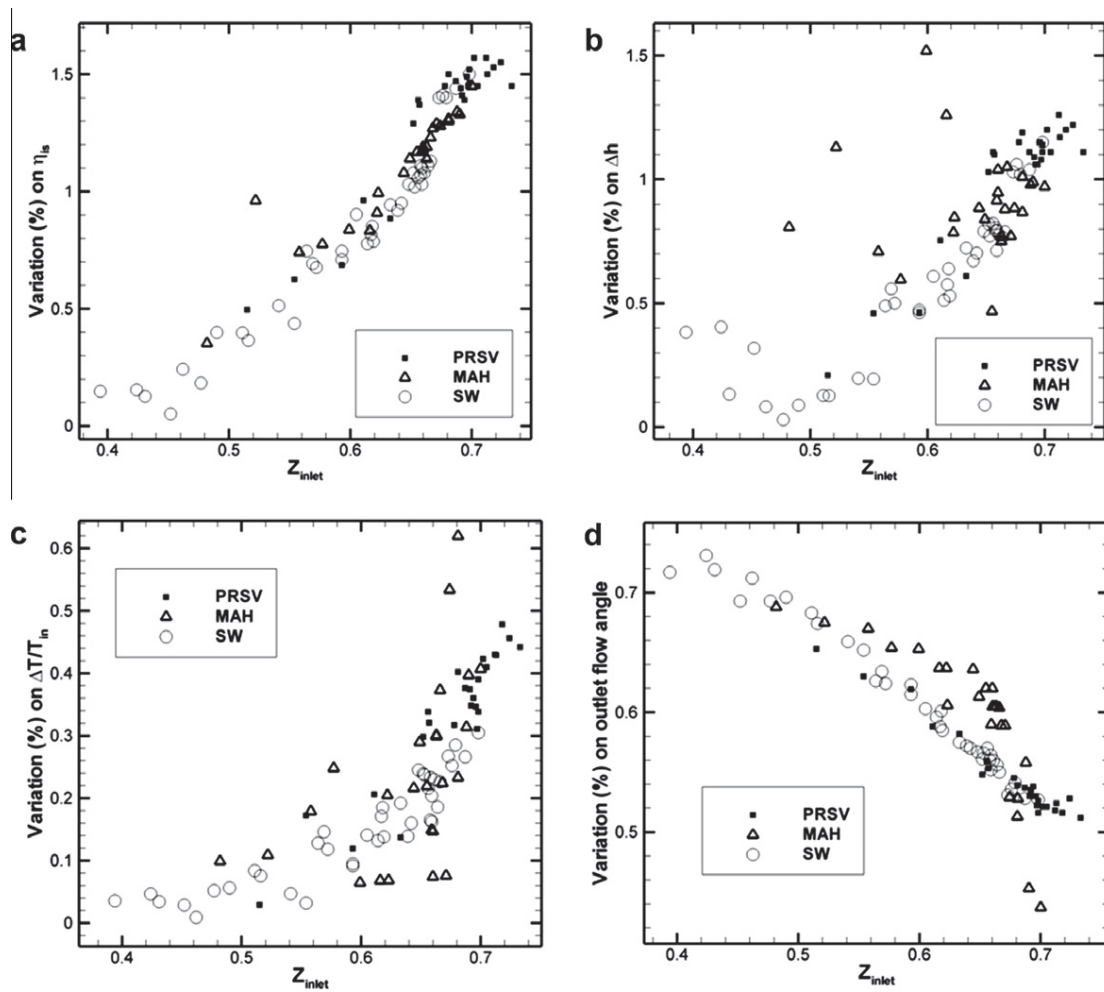 a
Variation (%) on ηis
1.5
1
0.5
0
PRSV
MAH
SW
0.4 0.5 0.6 0.7
Zinlet
b
Variation (%) on Δh
1.5
1
0.5
0
PRSV
MAH
SW
0.4 0.5 0.6 0.7
Zinlet
c
Variation (%) on ΔT/Tin
0.6
0.5
0.4
0.3
0.2
0.1
0
PRSV
MAH
SW
0.4 0.5 0.6 0.7
Zinlet
d
Variation (%) on outlet flow angle
0.7
0.6
0.5
PRSV
MAH
SW
0.4 0.5 0.6 0.7
Zinlet